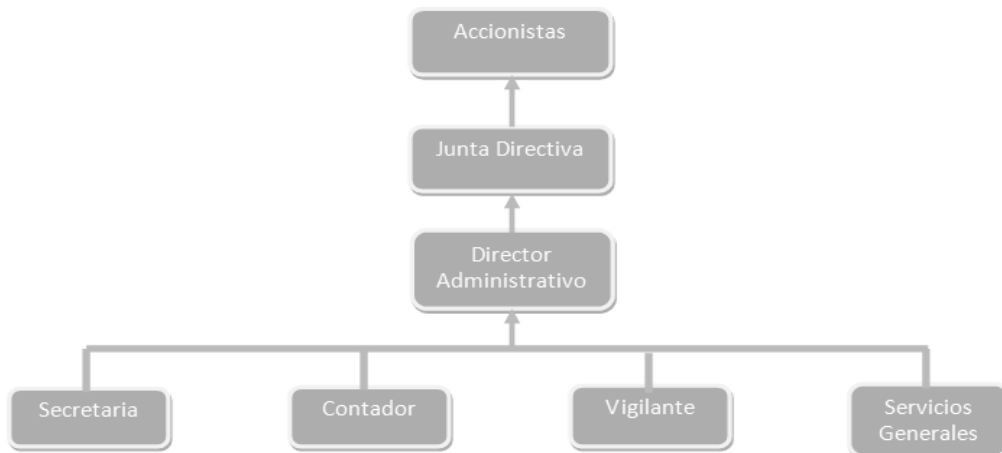 Accionistas
Junta Directiva
Director
Administrativo
Secretaria
Contador
Vigilante
Servicios
Generales